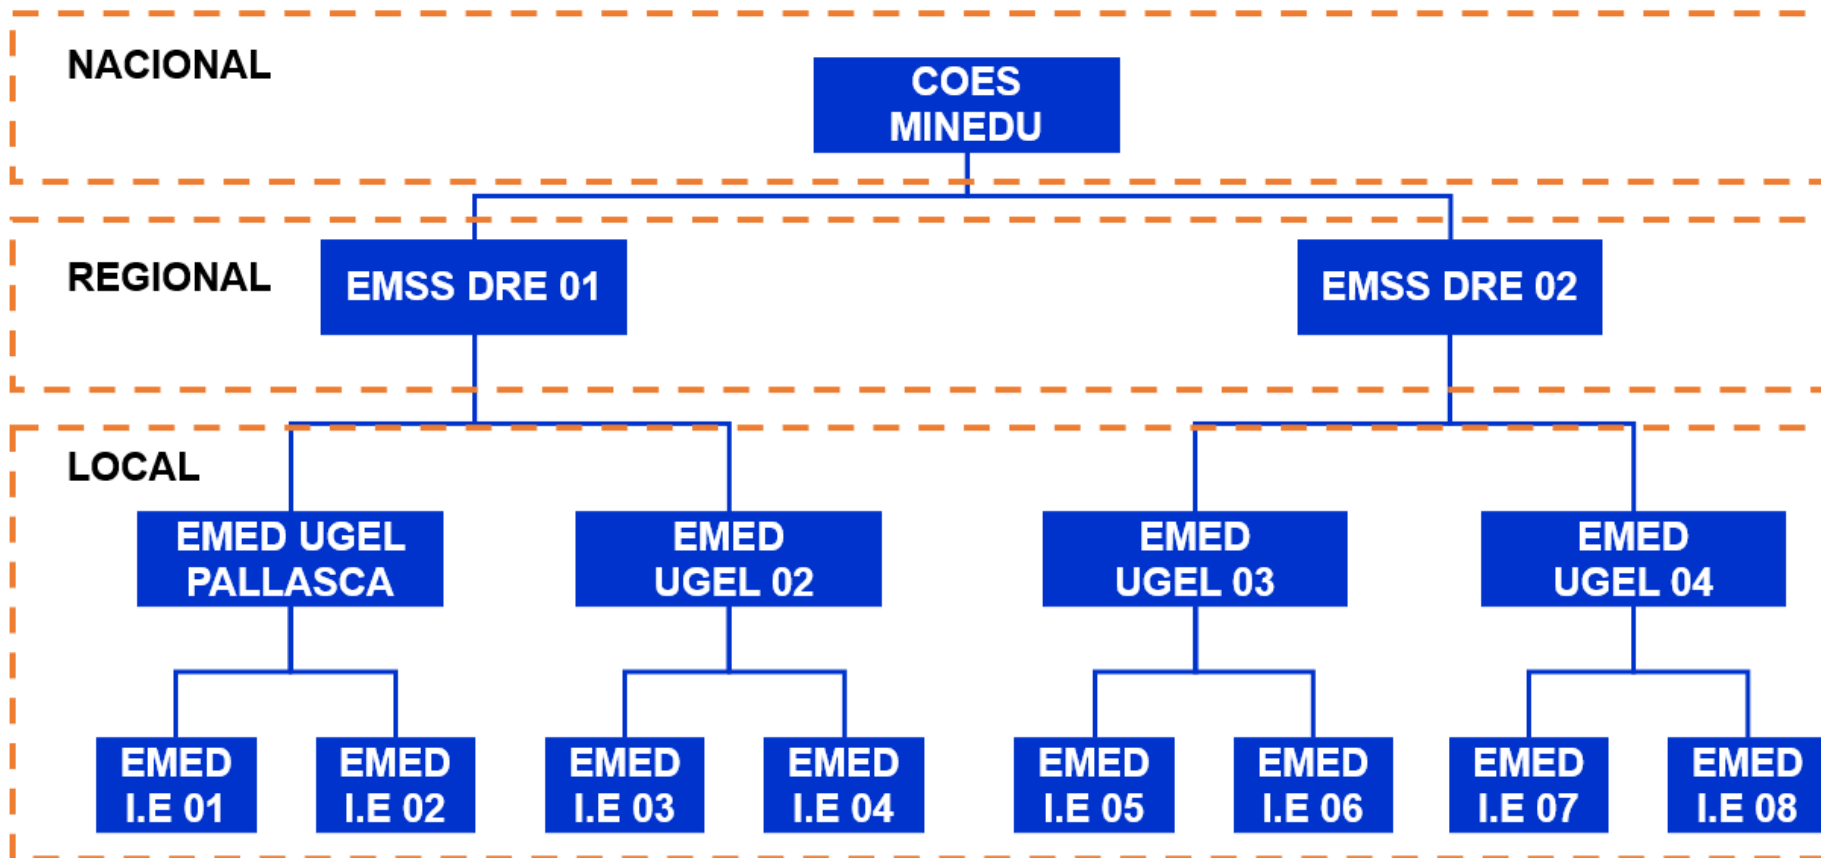 NACIONAL
COES
MINEDU
REGIONAL
EMSS DRE 01
EMSS DRE 02
LOCAL
EMED UGEL
PALLASCA
EMED
UGEL 02
EMED
UGEL 03
EMED
UGEL 04
EMED
I.E 01
EMED
I.E 02
EMED
I.E 03
EMED
I.E 04
EMED
I.E 05
EMED
I.E 06
EMED
I.E 07
EMED
I.E 08